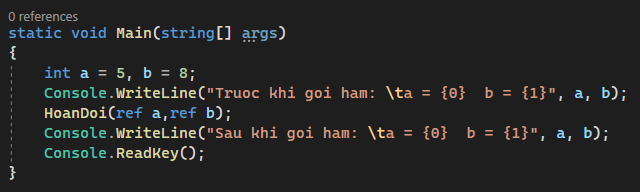 0 references
static void Main(string[] args)
{
int a = 5, b = 8;
Console.WriteLine("Truoc khi goi ham: \ta = {0}  b = {1}", a, b);
HoanDoi(ref a,ref b);
Console.WriteLine("Sau khi goi ham: \ta = {0}  b = {1}", a, b);
Console.ReadKey();
}